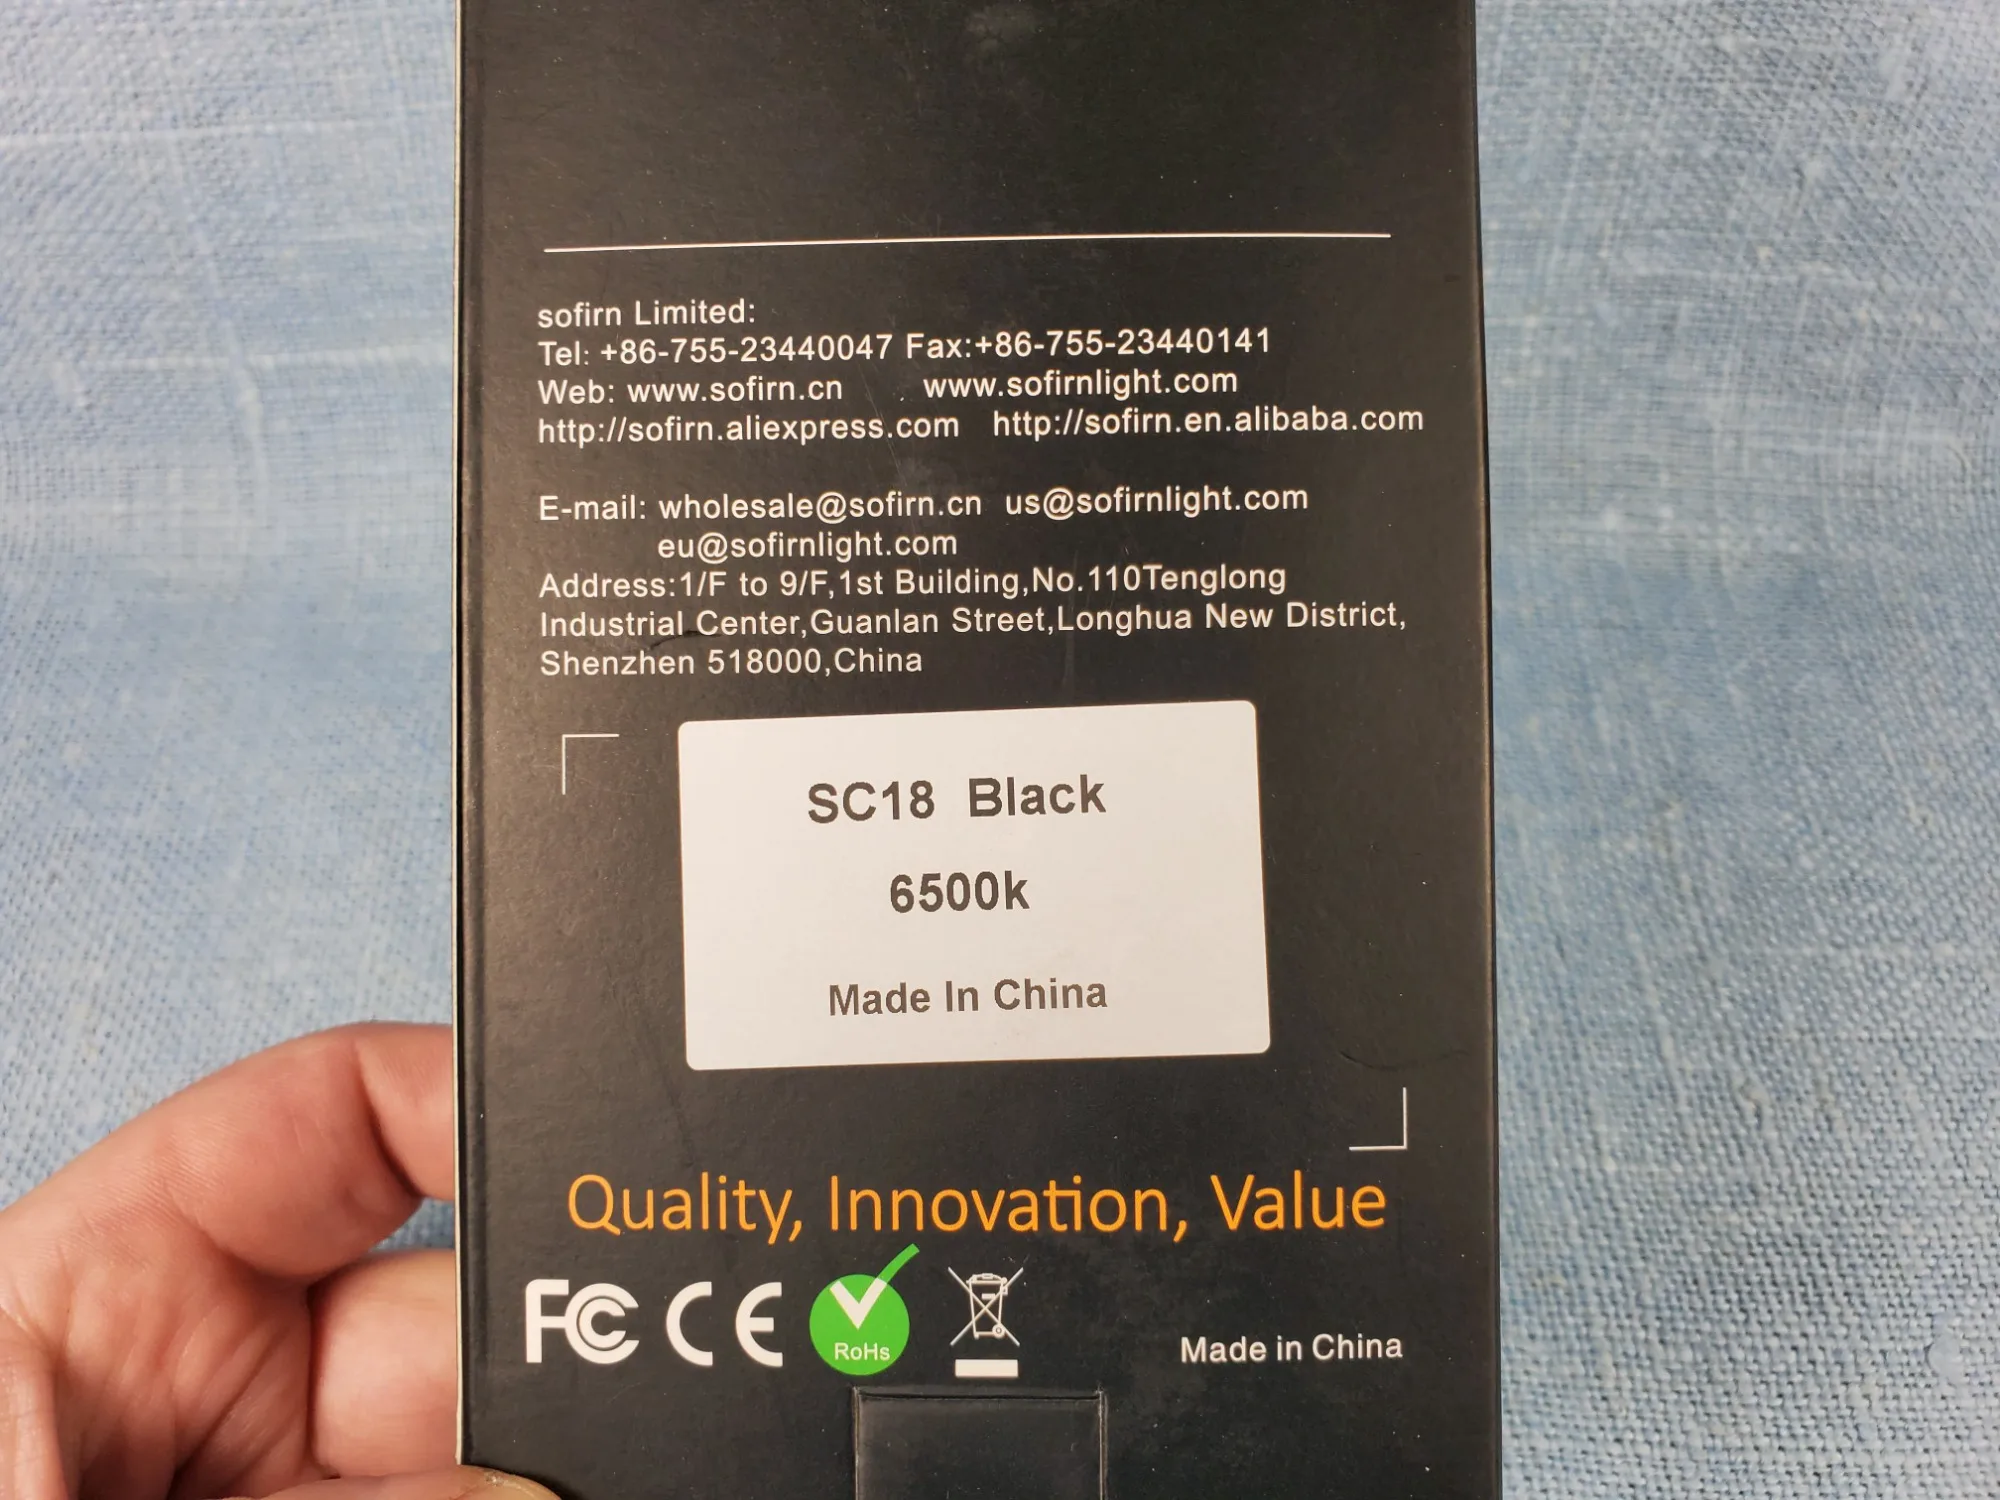 sofirn Limited:
Tel: +86-755-23440047 Fax:+86-755-23440141
Web: www.sofirn.cn www.sofirnlight.com
http://sofirn.aliexpress.com http://sofirn.en.alibaba.com
E-mail: wholesale@sofirn.cn us@sofirnlight.com
eu@sofirnlight.com
Address:1/F to 9/F,1st Building,No.110Tenglong
Industrial Center,Guanlan Street,Longhua New District,
Shenzhen 518000,China
SC18 Black
6500k
Made In China
Quality, Innovation, Value
FC CE RoHs
Made in China